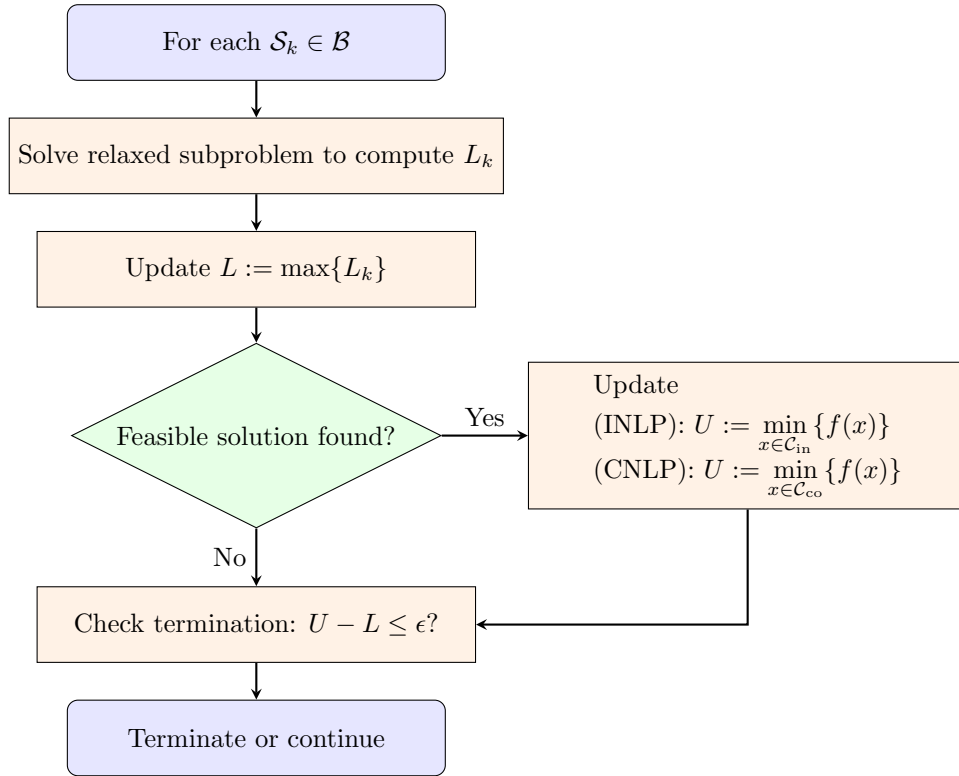 For each $\mathcal{S}_k \in \mathcal{B}$
Solve relaxed subproblem to compute $L_k$
Update $L := \max\{L_k\}$
Feasible solution found?
Yes
Update
(INLP): $U := \min_{x \in \mathcal{C}_{\text{in}}} \{f(x)\}$
(CNLP): $U := \min_{x \in \mathcal{C}_{\text{co}}} \{f(x)\}$
No
Check termination: $U - L \leq \epsilon$?
Terminate or continue